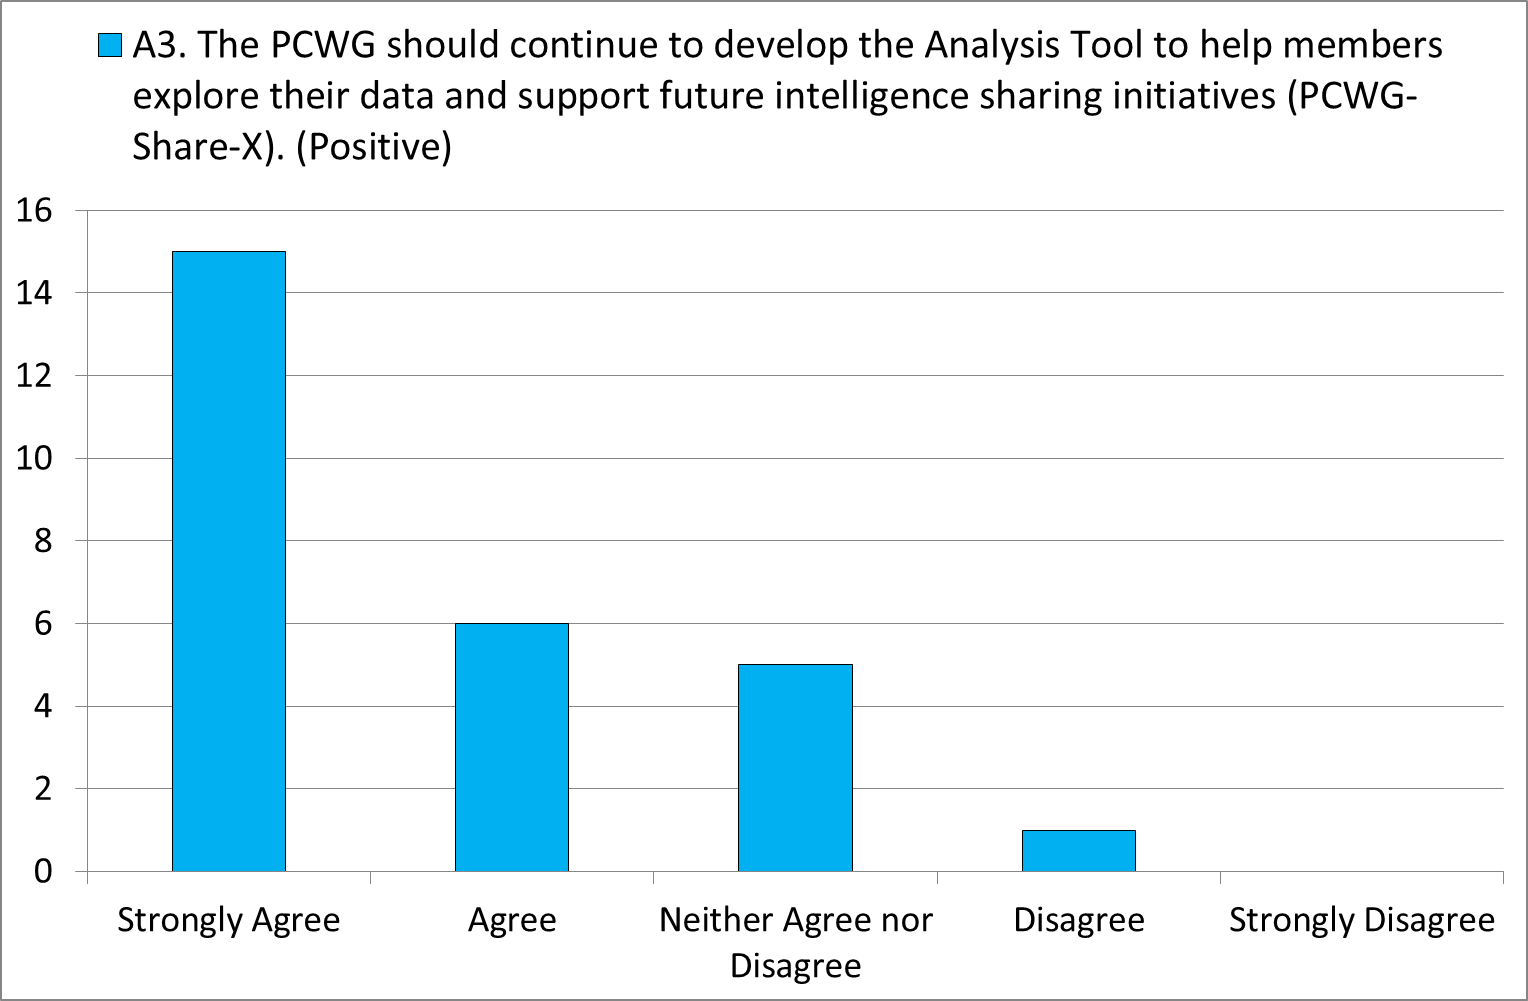 A3. The PCWG should continue to develop the Analysis Tool to help members
explore their data and support future intelligence sharing initiatives (PCWG-
Share-X). (Positive)
16
14
12
10
8
6
4
2
0
Strongly Agree
Agree
Neither Agree nor
Disagree
Disagree
Strongly Disagree